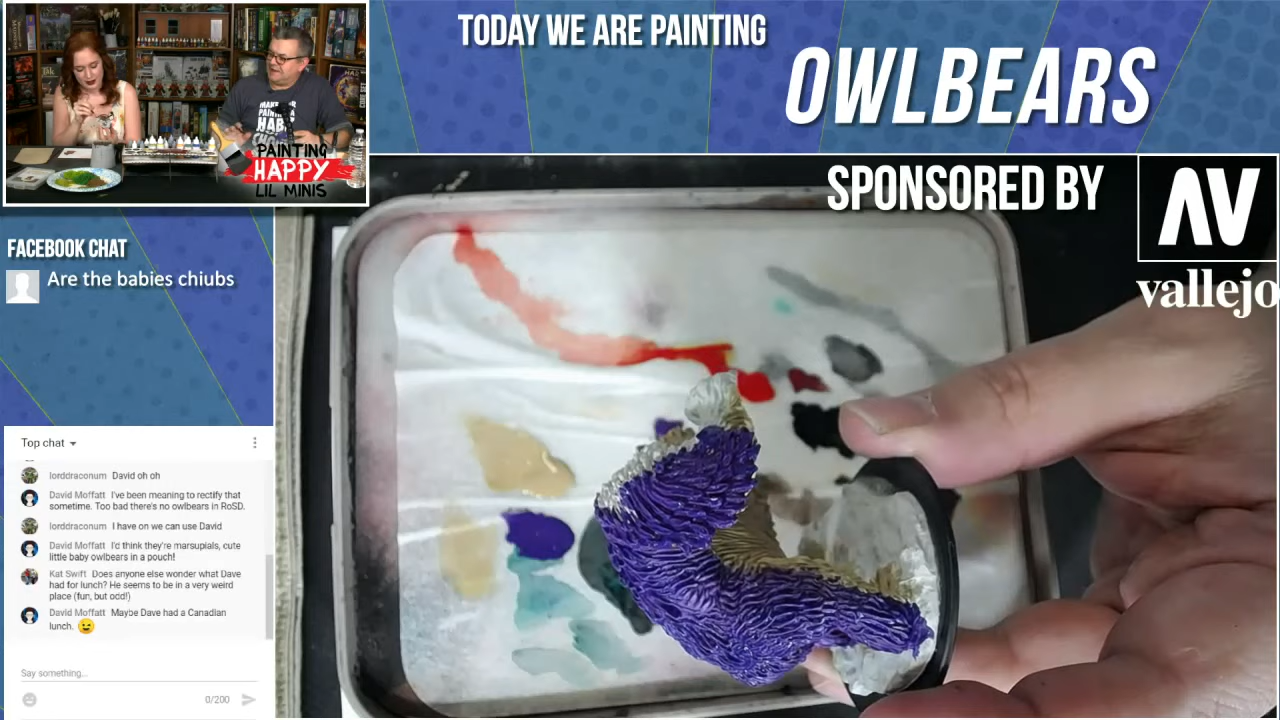 TODAY WE ARE PAINTING
OWLBEARS
SPONSORED BY
AV
vallejo
MAKE
PAIN
HAB
PAINTING
HAPPY
LIL MINIS
FACEBOOK CHAT
Are the babies chiubs
Top chat
lorddraconum David oh oh
David Moffatt I've been meaning to rectify that
sometime. Too bad there's no owlbears in RoSD.
lorddraconum I have on we can use David
David Moffatt I'd think they're marsupials, cute
little baby owlbears in a pouch!
Kat Swift Does anyone else wonder what Dave
had for lunch? He seems to be in a very weird
place (fun, but odd!)
David Moffatt Maybe Dave had a Canadian
lunch. 😉
Say something...
0/200